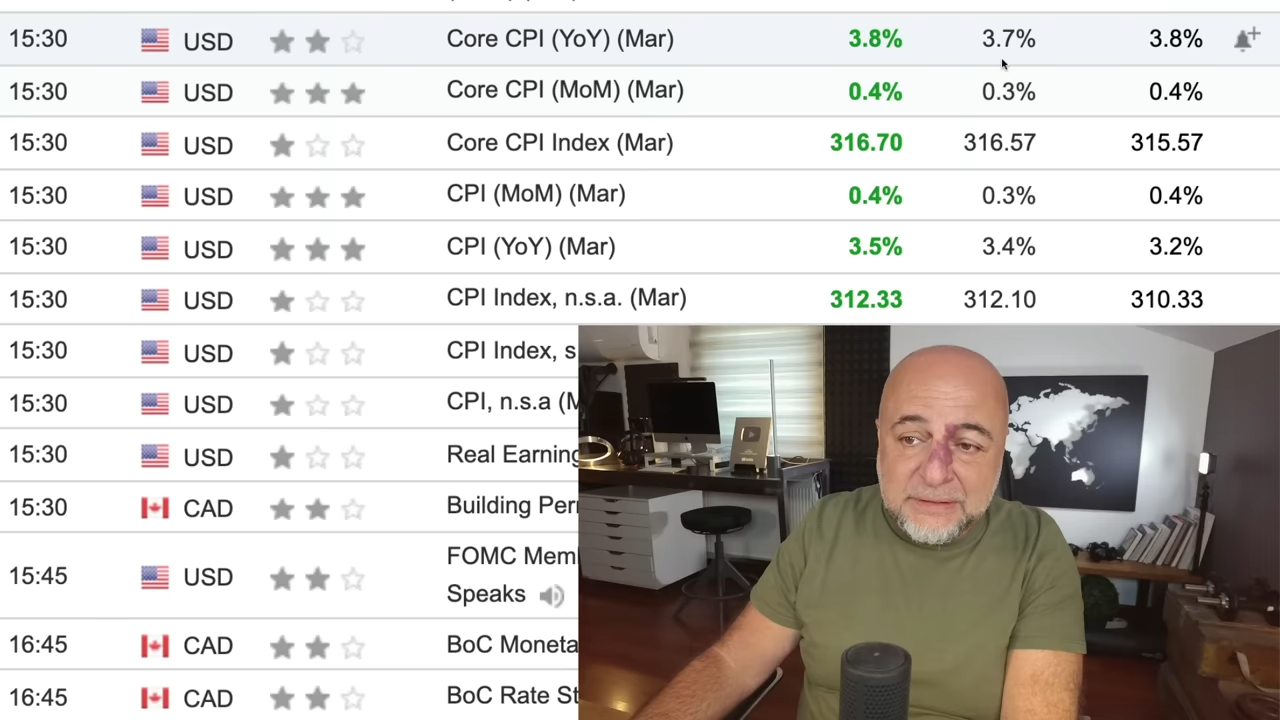 15:30 USD Core CPI (YoY) (Mar) 3.8% 3.7% 3.8%
15:30 USD Core CPI (MoM) (Mar) 0.4% 0.3% 0.4%
15:30 USD Core CPI Index (Mar) 316.70 316.57 315.57
15:30 USD CPI (MoM) (Mar) 0.4% 0.3% 0.4%
15:30 USD CPI (YoY) (Mar) 3.5% 3.4% 3.2%
15:30 USD CPI Index, n.s.a. (Mar) 312.33 312.10 310.33
15:30 USD CPI Index, s
15:30 USD CPI, n.s.a (M
15:30 USD Real Earning
15:30 CAD Building Per
15:45 USD FOMC Mem
Speaks
16:45 CAD BoC Moneta
16:45 CAD BoC Rate St